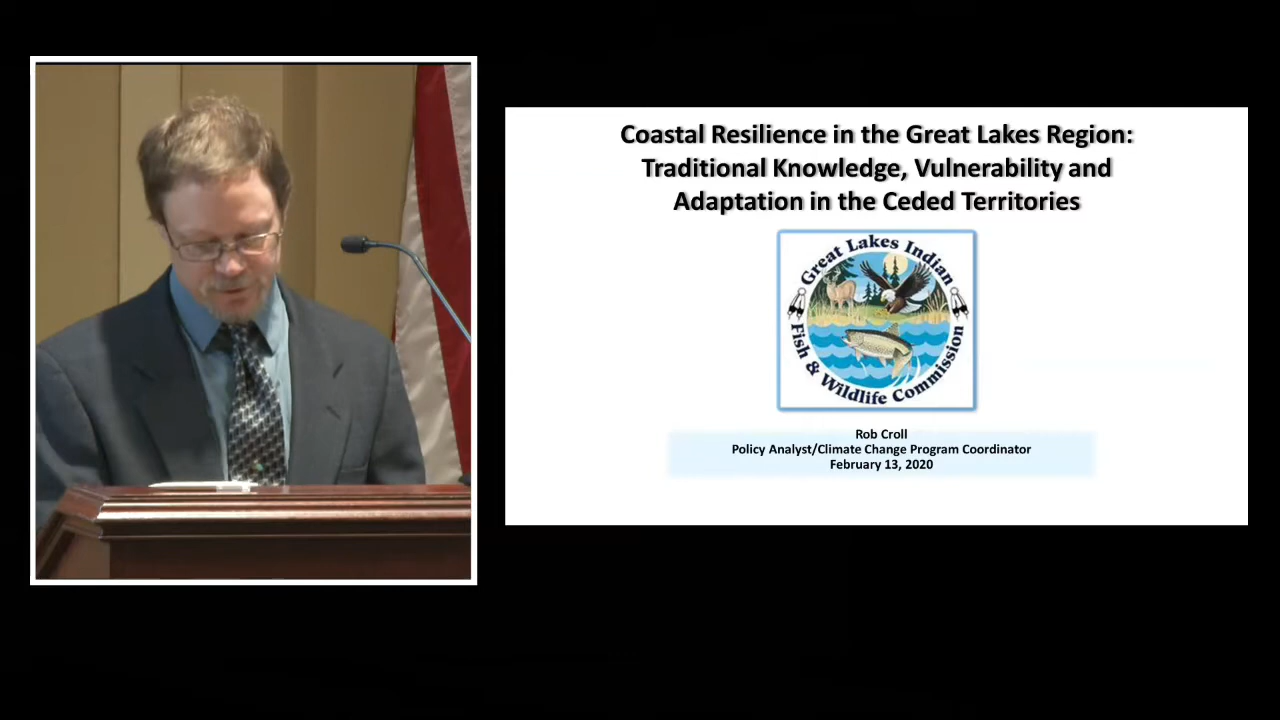 Coastal Resilience in the Great Lakes Region:
Traditional Knowledge, Vulnerability and
Adaptation in the Ceded Territories
Great Lakes Indian
Fish & Wildlife Commission
Rob Croll
Policy Analyst/Climate Change Program Coordinator
February 13, 2020